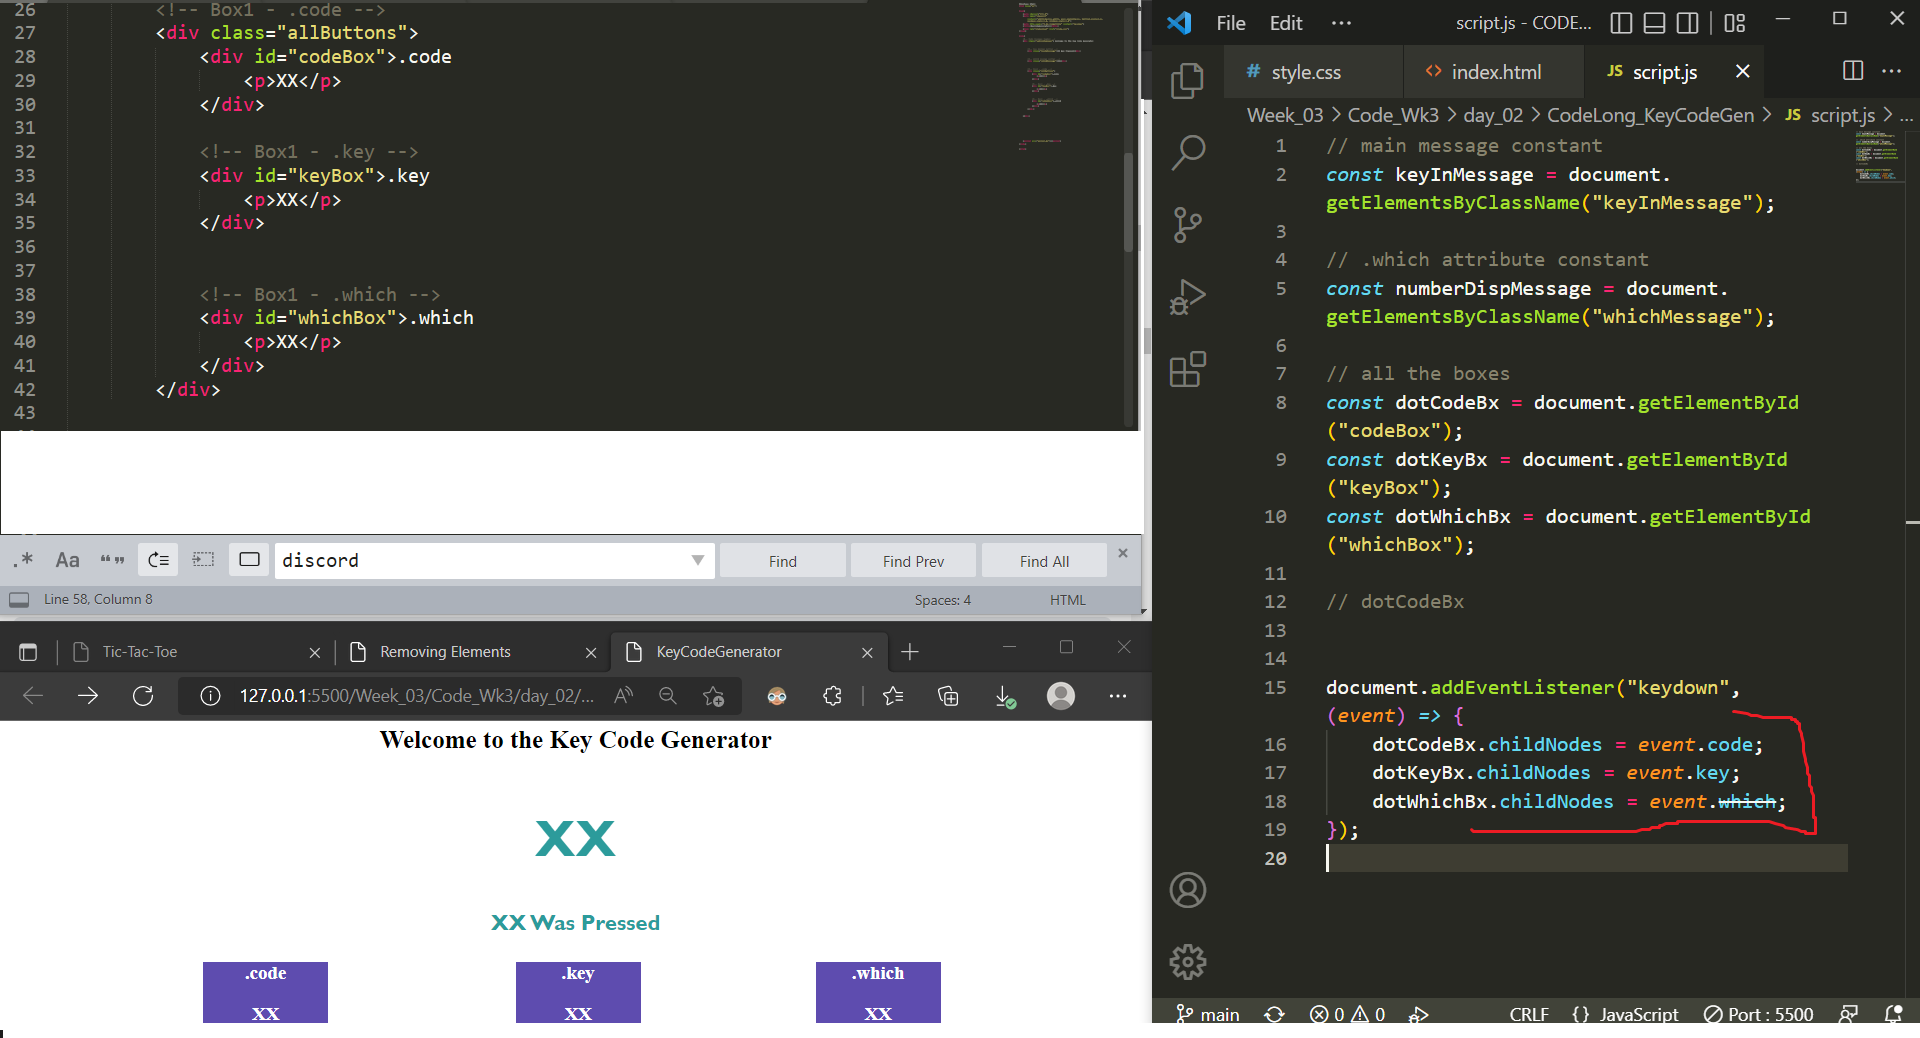 26 <!-- Box1 - .code -->
27 <div class="allButtons">
28 <div id="codeBox">.code
29 <p>XX</p>
30 </div>
31
32 <!-- Box1 - .key -->
33 <div id="keyBox">.key
34 <p>XX</p>
35 </div>
36
37
38 <!-- Box1 - .which -->
39 <div id="whichBox">.which
40 <p>XX</p>
41 </div>
42 </div>
43
.* Aa “” discord Find Find Prev Find All ×
Line 58, Column 8 Spaces: 4 HTML
Tic-Tac-Toe Removing Elements KeyCodeGenerator
127.0.0.1:5500/Week_03/Code_Wk3/day_02/...
Welcome to the Key Code Generator
XX
XX Was Pressed
.code .key .which
XX XX XX
File Edit ··· script.js - CODE...
# style.css <> index.html JS script.js
Week_03 > Code_Wk3 > day_02 > CodeLong_KeyCodeGen > JS script.js > ...
1 // main message constant
2 const keyInMessage = document.
getElementsByClassName("keyInMessage");
3
4 // .which attribute constant
5 const numberDispMessage = document.
getElementsByClassName("whichMessage");
6
7 // all the boxes
8 const dotCodeBx = document.getElementById
("codeBox");
9 const dotKeyBx = document.getElementById
("keyBox");
10 const dotWhichBx = document.getElementById
("whichBox");
11
12 // dotCodeBx
13
14
15 document.addEventListener("keydown",
(event) => {
16 dotCodeBx.childNodes = event.code;
17 dotKeyBx.childNodes = event.key;
18 dotWhichBx.childNodes = event.which;
19 });
20
main 0 0 CRLF {} JavaScript Port : 5500